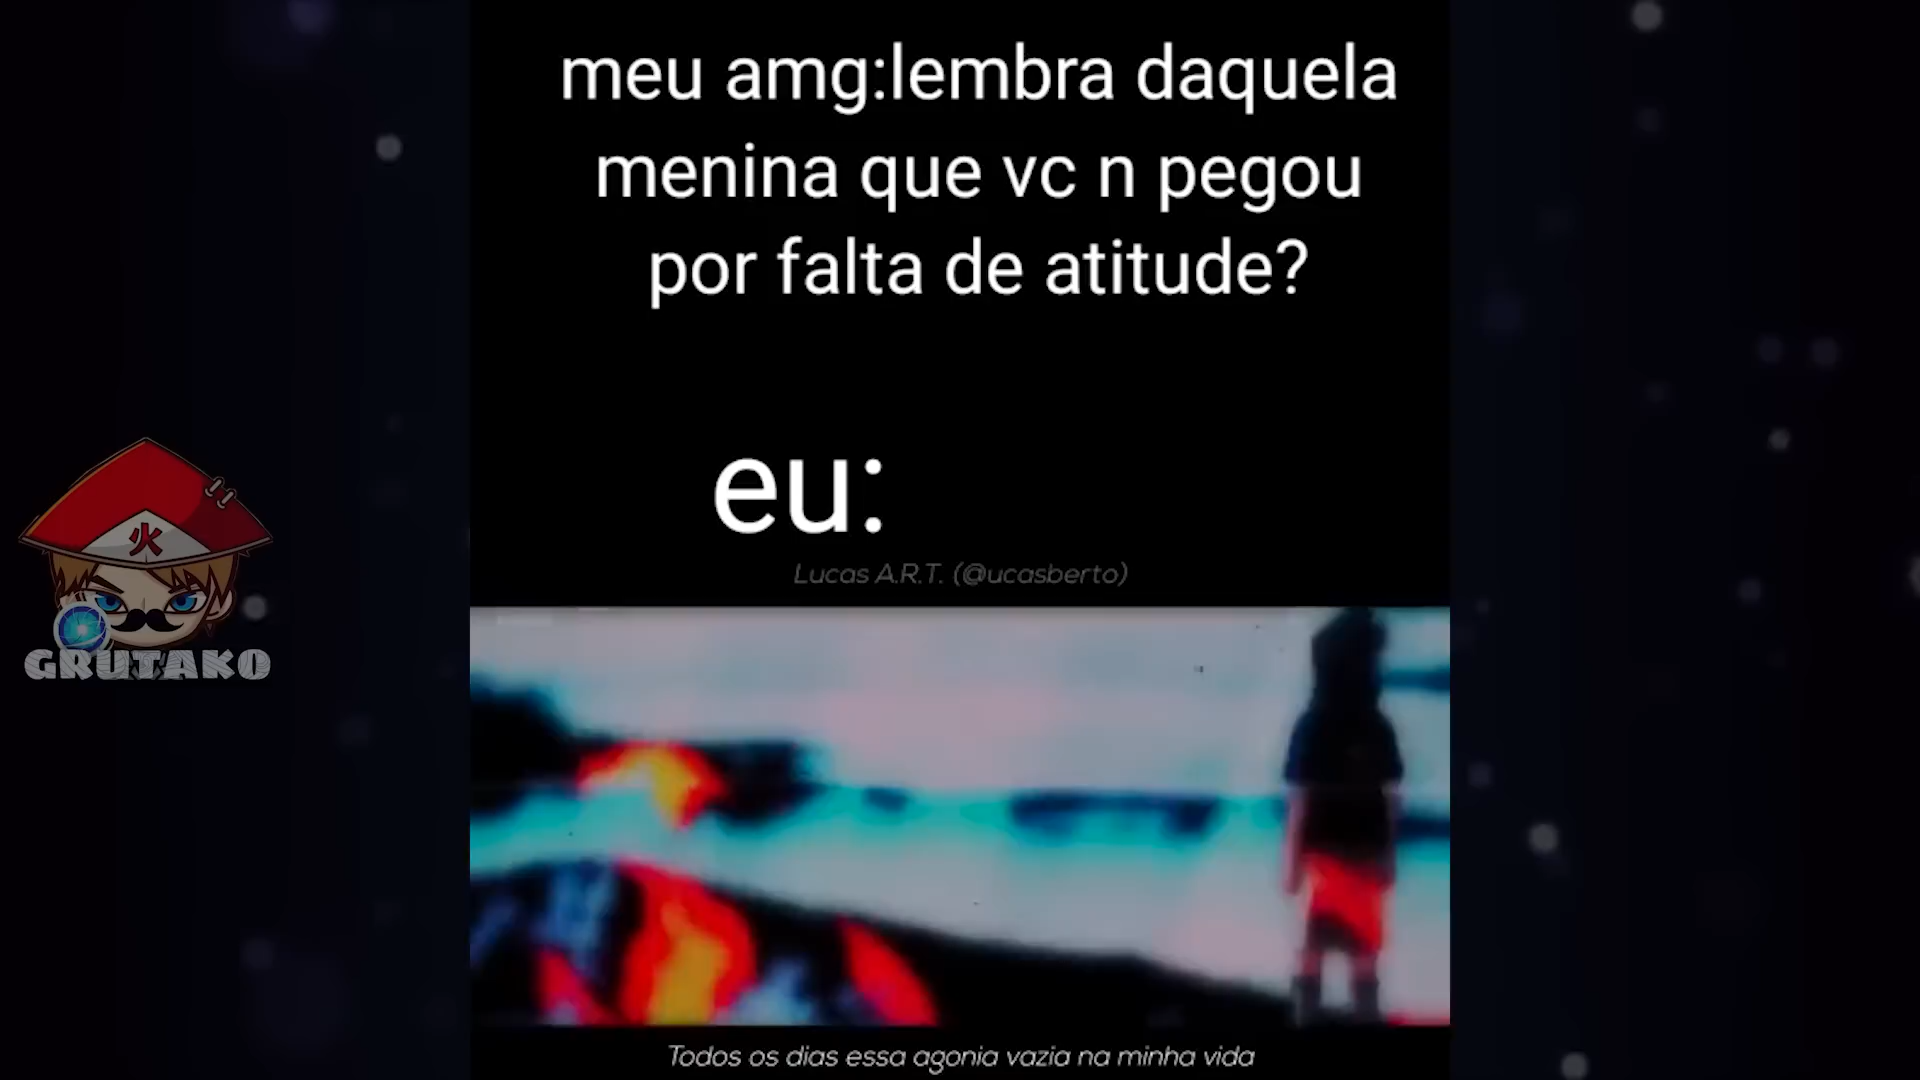 meu amg:lembra daquela
menina que vc n pegou
por falta de atitude?
eu:
Lucas A.R.T. (@ucasberto)
火
GRUTAKO
Todos os dias essa agonia vazia na minha vida